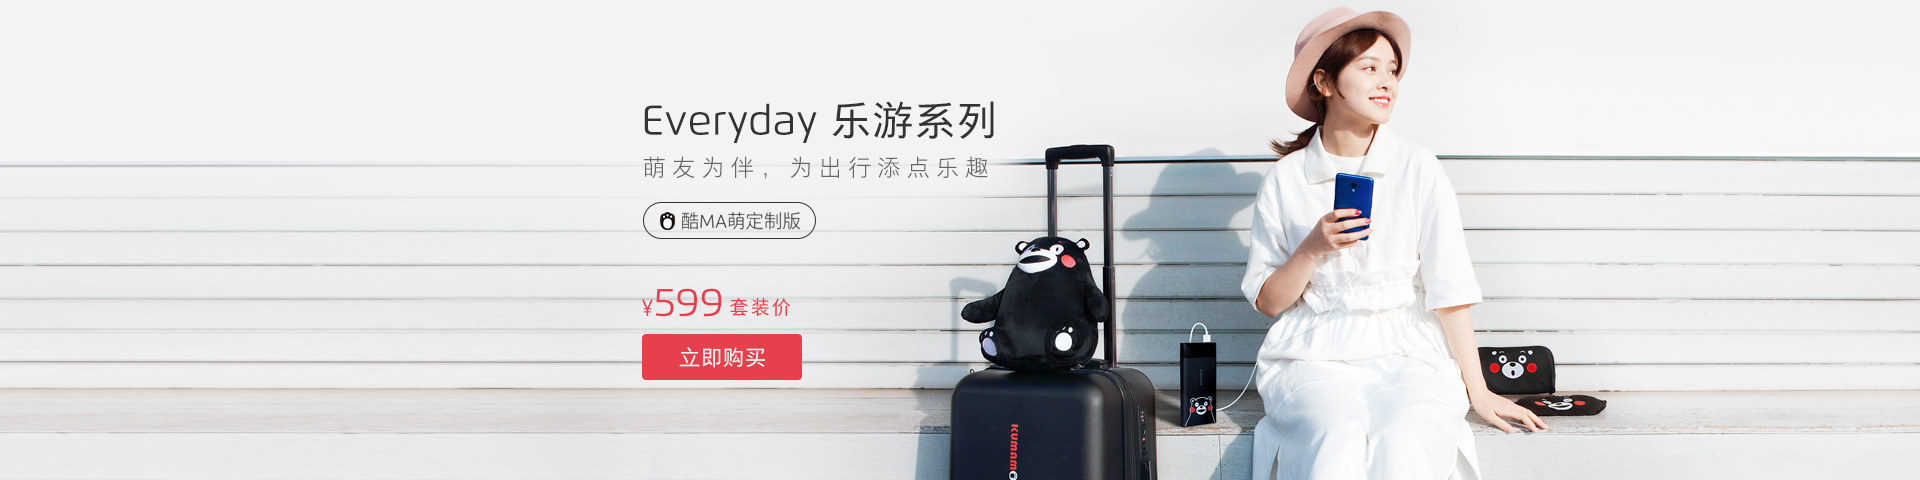 Everyday 乐游系列
萌友为伴，为出行添点乐趣
酷MA萌定制版
¥599 套装价
立即购买
KUMAMO